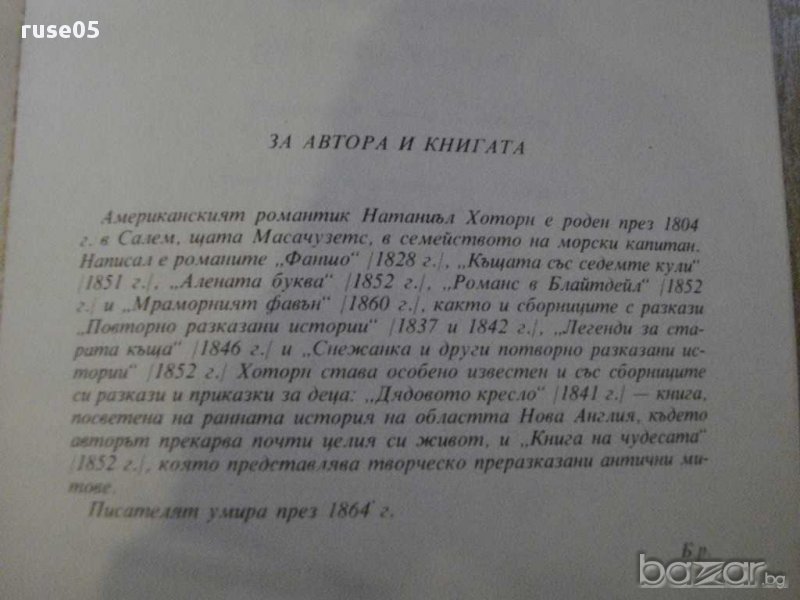 ruse05
ЗА АВТОРА И КНИГАТА
Американският романтик Натаниъл Хоторн е роден през 1804
г. в Салем, щата Масачузетс, в семейството на морски капитан.
Написал е романите „Фаншо“ /1828 г./, „Къщата със седемте кули“
/1851 г./, „Алената буква“ /1852 г./, „Романс в Блайтдейл“ /1852
г./ и „Мраморният фавън“ /1860 г./, както и сборниците с разкази
„Повторно разказани истории“ /1837 и 1842 г./, „Легенди за ста-
рата къща“ /1846 г./ и „Снежанка и други потворно разказани ис-
тории“ /1852 г./ Хоторн става особено известен и със сборниците
си разкази и приказки за деца: „Дядовото кресло“ /1841 г./ — книга,
посветена на ранната история на областта Нова Англия, където
авторът прекарва почти целия си живот, и „Книга на чудесата“
/1852 г./, която представлява творческо преразказани антични ми-
тове.
Писателят умира през 1864 г.
Бр.
bazar.bg